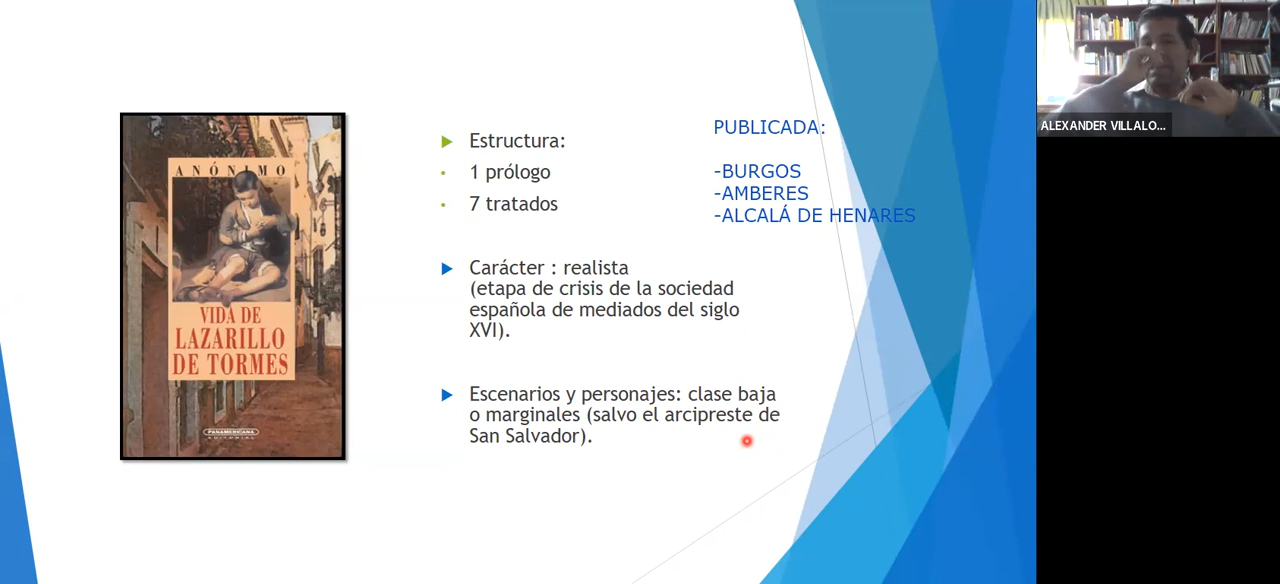 ANÓNIMO
VIDA DE
LAZARILLO
DE TORMES
PANAMERICANA
EDITORIAL
Estructura:
1 prólogo
7 tratados
PUBLICADA:
-BURGOS
-AMBERES
-ALCALÁ DE HENARES
Carácter : realista
(etapa de crisis de la sociedad
española de mediados del siglo
XVI).
Escenarios y personajes: clase baja
o marginales (salvo el arcipreste de
San Salvador).
ALEXANDER VILLALO...